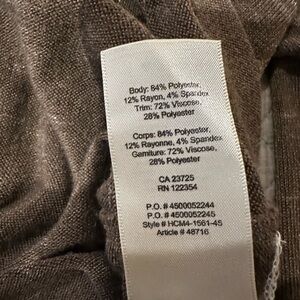 Body: 84% Polyester,
12% Rayon, 4% Spandex
Trim: 72% Viscose,
28% Polyester
Corps: 84% Polyester,
12% Rayonne, 4% Spandex
Garniture: 72% Viscose,
28% Polyester
CA 23725
RN 122354
P.O. # 4500052244
P.O. # 4500052245
Style # HCM4-1561-45
Article # 48716